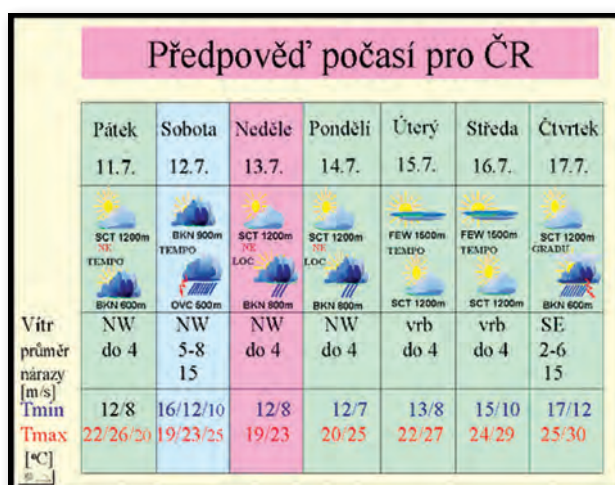 Předpověď počasí pro ČR
Pátek Sobota Neděle Pondělí Úterý Středa Čtvrtek
11.7. 12.7. 13.7. 14.7. 15.7. 16.7. 17.7.
SCT 1200m BKN 900m SCT 1200m SCT 1200m FEW 1500m FEW 1500m SCT 1200m
NE NE NE
TEMPO TEMPO LOC LOC TEMPO TEMPO GRADU
BKN 600m OVC 500m BKN 800m BKN 800m SCT 1200m SCT 1200m BKN 600m
Vítr NW NW NW NW vrb vrb SE
průměr do 4 5-8 do 4 do 4 do 4 do 4 2-6
nárazy 15 15
[m/s]
Tmin 12/8 16/12/10 12/8 12/7 13/8 15/10 17/12
Tmax 22/26/20 19/23/25 19/23 20/25 22/27 24/29 25/30
[°C]